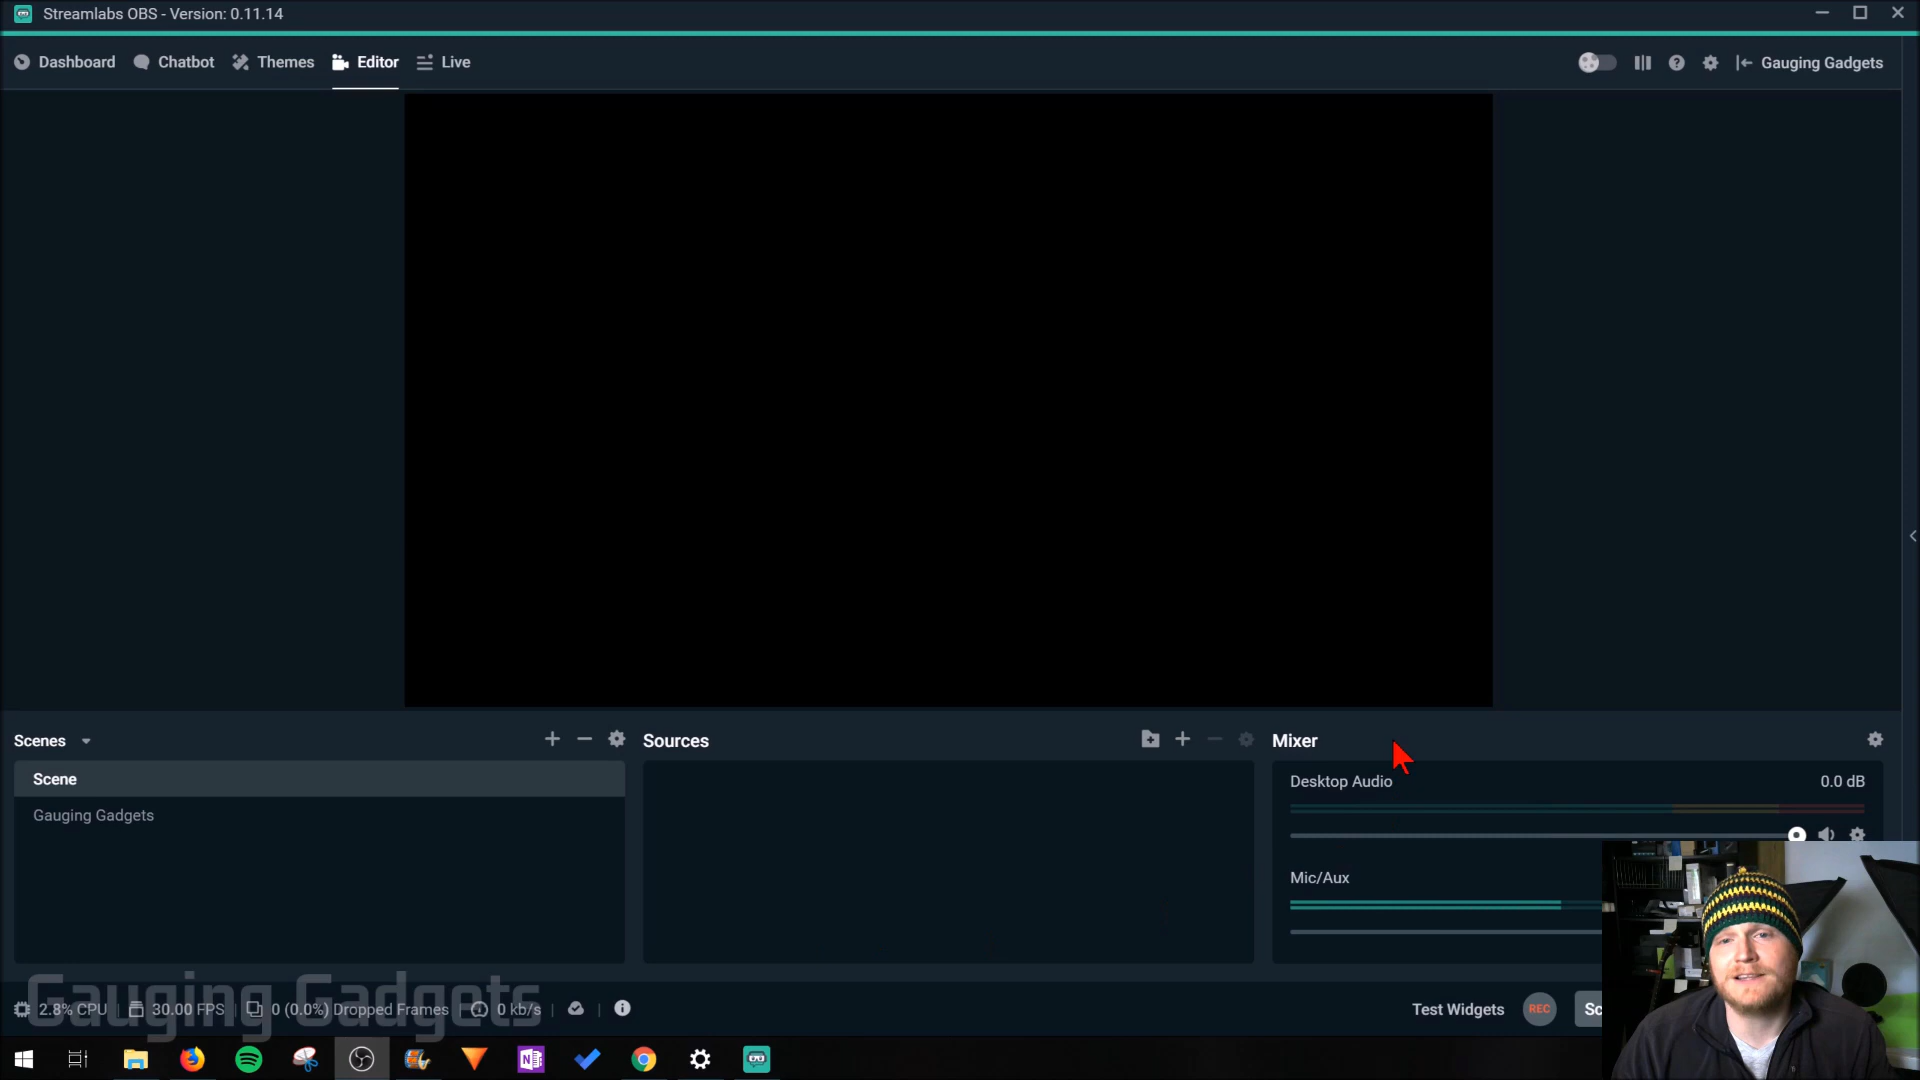 Streamlabs OBS - Version: 0.11.14
Dashboard Chatbot Themes Editor Live Gauging Gadgets
Scenes Sources Mixer
Scene
Gauging Gadgets
Desktop Audio 0.0 dB
Mic/Aux
Gauging Gadgets
2.8% CPU 30.00 FPS 0 (0.0%) Dropped Frames 0 kb/s Test Widgets REC Sc